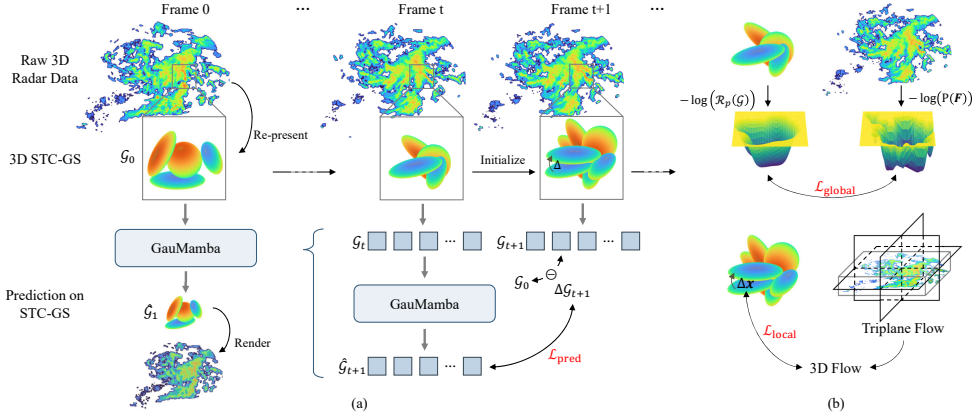 Frame 0 ... Frame t Frame t+1 ...
Raw 3D
Radar Data
Re-present
3D STC-GS
𝒢₀
Initialize
Δ
GauMamba
Prediction on
STC-GS
𝒢̂₁
Render
𝒢ₜ ...
𝒢ₜ₊₁ ...
𝒢₀ ⊖ Δ𝒢ₜ₊₁
GauMamba
𝒢̂ₜ₊₁ ...
ℒpred
(a)
−log(ℛₚ(𝒢)) −log(P(𝑭))
ℒglobal
Δ𝒙
ℒlocal
Triplane Flow
3D Flow
(b)